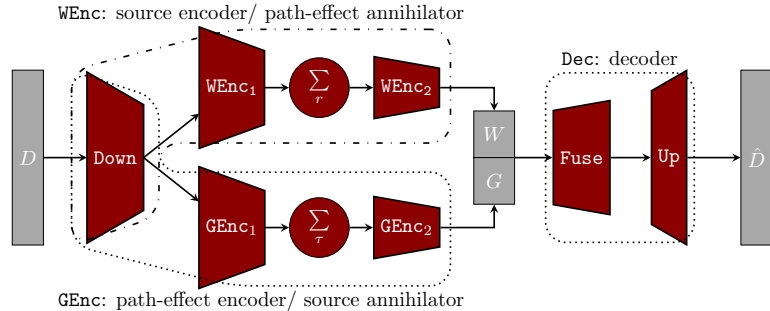 WEnc: source encoder/ path-effect annihilator
Dec: decoder
D
Down
WEnc₁
∑
r
WEnc₂
W
G
GEnc₁
∑
τ
GEnc₂
Fuse
Up
D̂
GEnc: path-effect encoder/ source annihilator